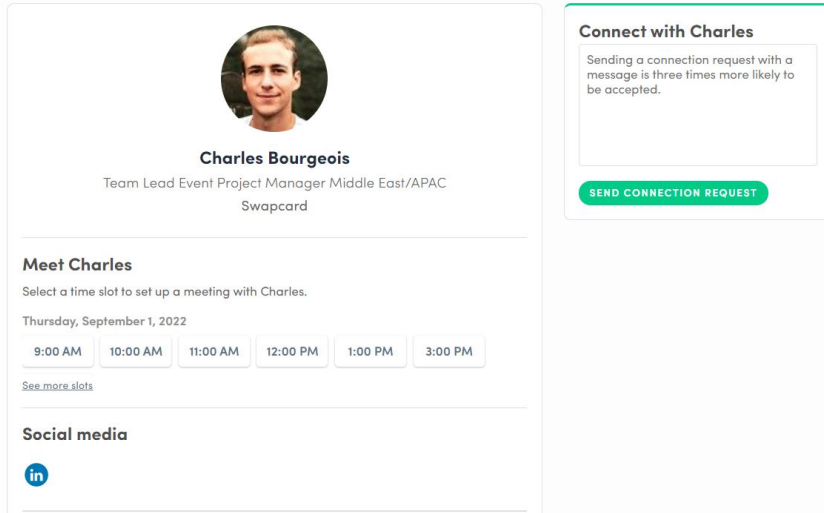 Charles Bourgeois
Team Lead Event Project Manager Middle East/APAC
Swapcard
Meet Charles
Select a time slot to set up a meeting with Charles.
Thursday, September 1, 2022
9:00 AM 10:00 AM 11:00 AM 12:00 PM 1:00 PM 3:00 PM
See more slots
Social media
in
Connect with Charles
Sending a connection request with a
message is three times more likely to
be accepted.
SEND CONNECTION REQUEST